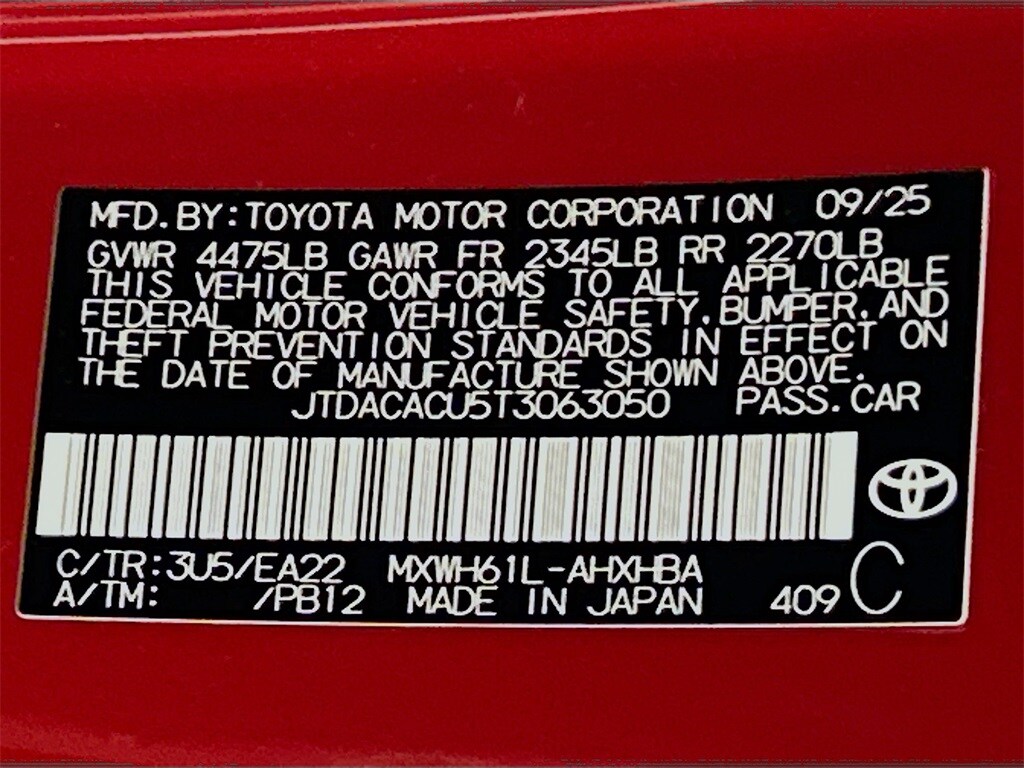 MFD.BY:TOYOTA MOTOR CORPORATION 09/25
GVWR 4475LB GAWR FR 2345LB RR 2270LB
THIS VEHICLE CONFORMS TO ALL APPLICABLE
FEDERAL MOTOR VEHICLE SAFETY,BUMPER,AND
THEFT PREVENTION STANDARDS IN EFFECT ON
THE DATE OF MANUFACTURE SHOWN ABOVE.
JTDACACU5T3063050 PASS.CAR
C/TR:3U5/EA22 MXWH61L-AHXHBA C
A/TM: /PB12 MADE IN JAPAN 409